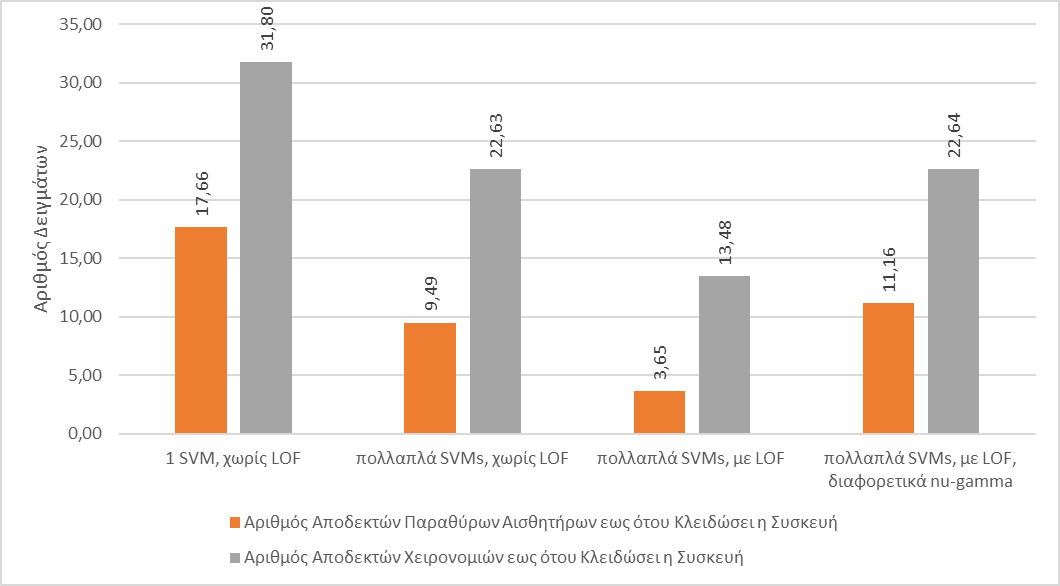 35,00
30,00
25,00
20,00
15,00
10,00
5,00
0,00
Αριθμός Δειγμάτων
17,66
31,80
9,49
22,63
3,65
13,48
11,16
22,64
1 SVM, χωρίς LOF
πολλαπλά SVMs, χωρίς LOF
πολλαπλά SVMs, με LOF
πολλαπλά SVMs, με LOF,
διαφορετικά nu-gamma
Αριθμός Αποδεκτών Παραθύρων Αισθητήρων εως ότου Κλειδώσει η Συσκευή
Αριθμός Αποδεκτών Χειρονομιών εως ότου Κλειδώσει η Συσκευή